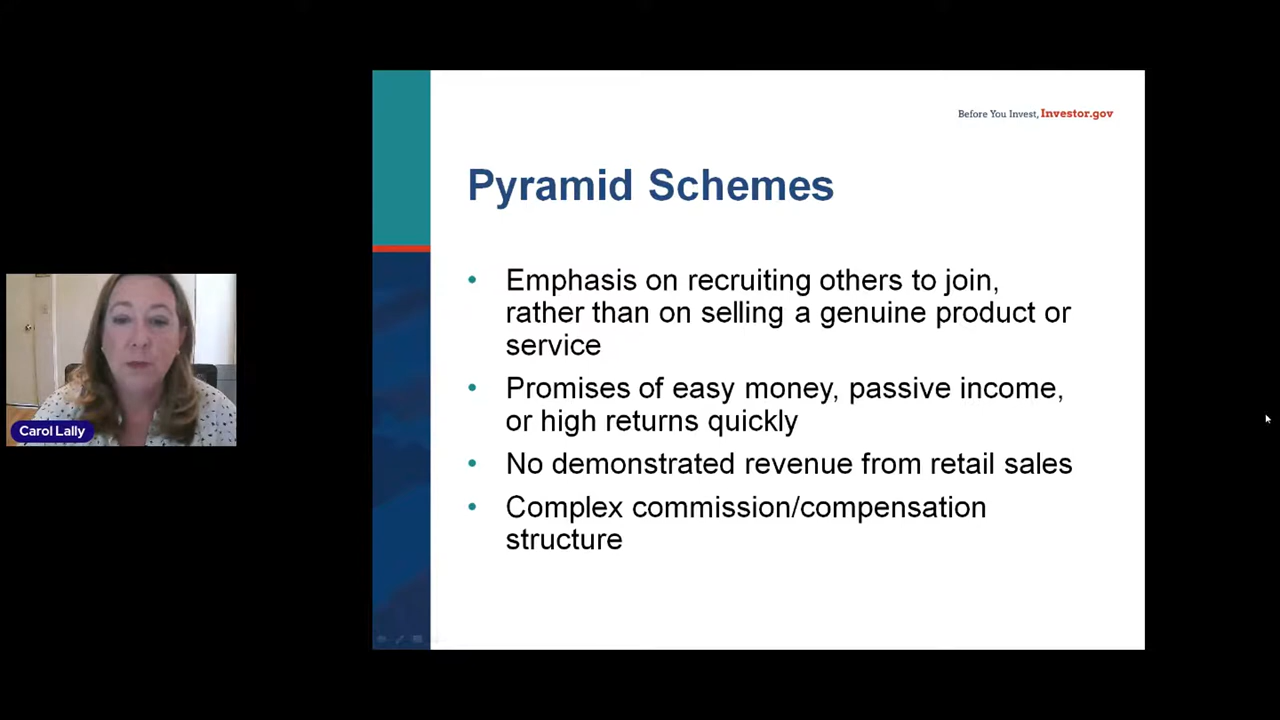 Before You Invest, Investor.gov
Pyramid Schemes
• Emphasis on recruiting others to join,
rather than on selling a genuine product or
service
• Promises of easy money, passive income,
or high returns quickly
• No demonstrated revenue from retail sales
• Complex commission/compensation
structure
Carol Lally